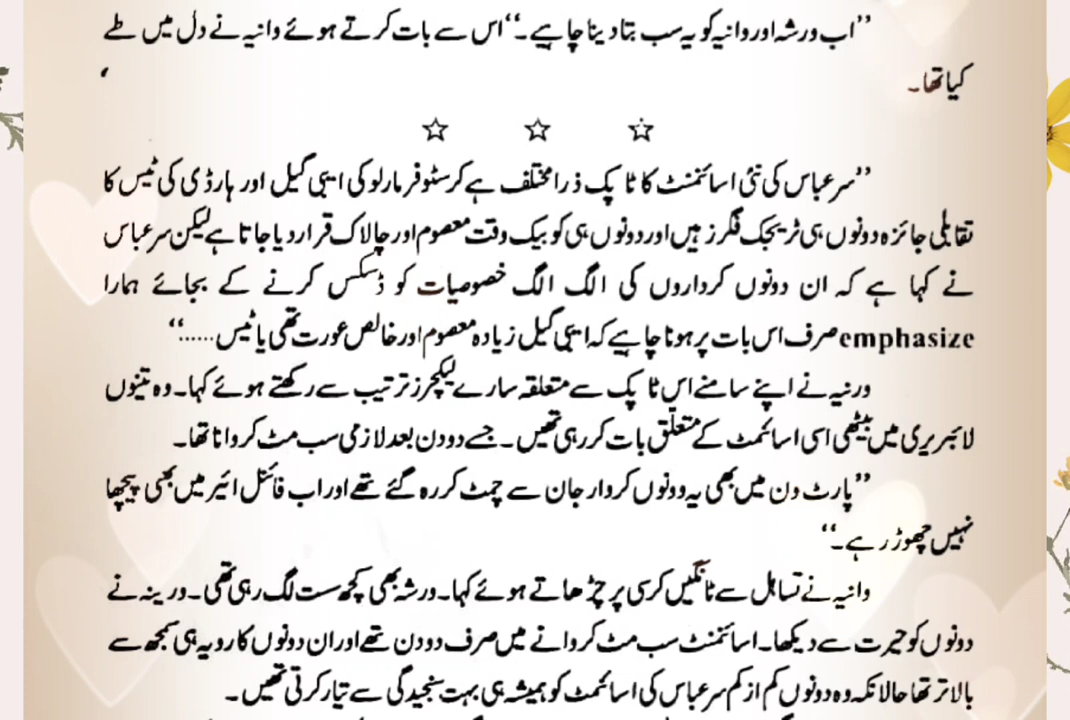 ”اب ورشہ اور وانیہ کو یہ سب بتا دینا چاہیے۔“ اس سے بات کرتے ہوئے وانیہ نے دل میں طے
کیا تھا۔
☆ ☆ ☆
”سر عباس کی نئی اسائنمنٹ کا ٹاپک ذرا مختلف ہے کرسٹوفر مارلو کی ایبی گیل اور ہارڈی کی ٹیس کا
تقابلی جائزہ دونوں ہی ٹریجک فگرز ہیں اور دونوں ہی کو بیک وقت معصوم اور چالاک قرار دیا جاتا ہے لیکن سر عباس
نے کہا ہے کہ ان دونوں کرداروں کی الگ الگ خصوصیات کو ڈسکس کرنے کے بجائے ہمارا
emphasize صرف اس بات پر ہونا چاہیے کہ ایبی گیل زیادہ معصوم اور خالص عورت تھی یا ٹیس......“
ورنیہ نے اپنے سامنے اس ٹاپک سے متعلقہ سارے لیکچرز ترتیب سے رکھتے ہوئے کہا۔ وہ تینوں
لائبریری میں بیٹھی اسی اسائمنٹ کے متعلق بات کر رہی تھیں۔ جسے دو دن بعد لازمی سب مٹ کروانا تھا۔
”پارٹ ون میں بھی یہ دونوں کردار جان سے چمٹ کر رہ گئے تھے اور اب فائنل ائیر میں بھی پیچھا
نہیں چھوڑ رہے۔“
وانیہ نے تساہل سے ٹانگیں کرسی پر چڑھاتے ہوئے کہا۔ ورشہ بھی کچھ ست لگ رہی تھی۔ ورینہ نے
دونوں کو حیرت سے دیکھا۔ اسائنمنٹ سب مٹ کروانے میں صرف دو دن تھے اور ان دونوں کا رویہ ہی سمجھ سے
بالاتر تھا حالانکہ وہ دونوں کم از کم سر عباس کی اسائمنٹ کو ہمیشہ ہی بہت سنجیدگی سے تیار کرتی تھیں۔